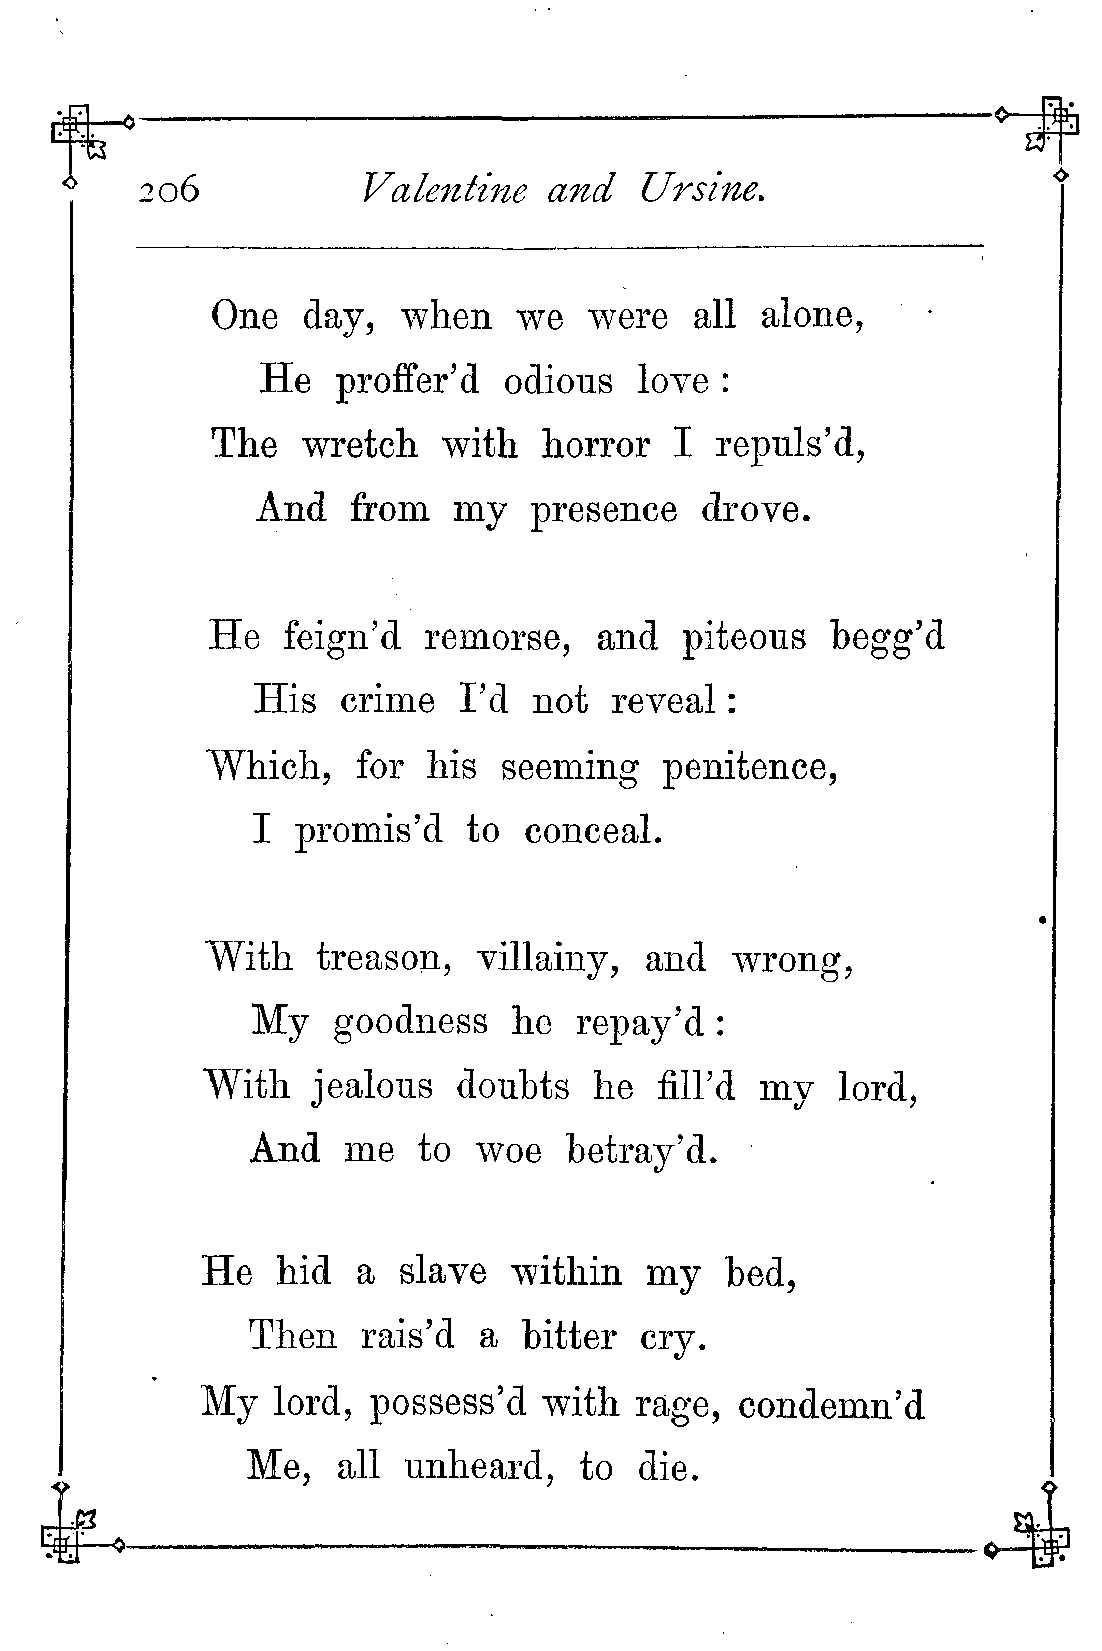 206 Valentine and Ursine.
One day, when we were all alone,
He proffer'd odious love :
The wretch with horror I repuls'd,
And from my presence drove.
He feign'd remorse, and piteous begg'd
His crime I'd not reveal :
Which, for his seeming penitence,
I promis'd to conceal.
With treason, villainy, and wrong,
My goodness he repay'd :
With jealous doubts he fill'd my lord,
And me to woe betray'd.
He hid a slave within my bed,
Then rais'd a bitter cry.
My lord, possess'd with rage, condemn'd
Me, all unheard, to die.